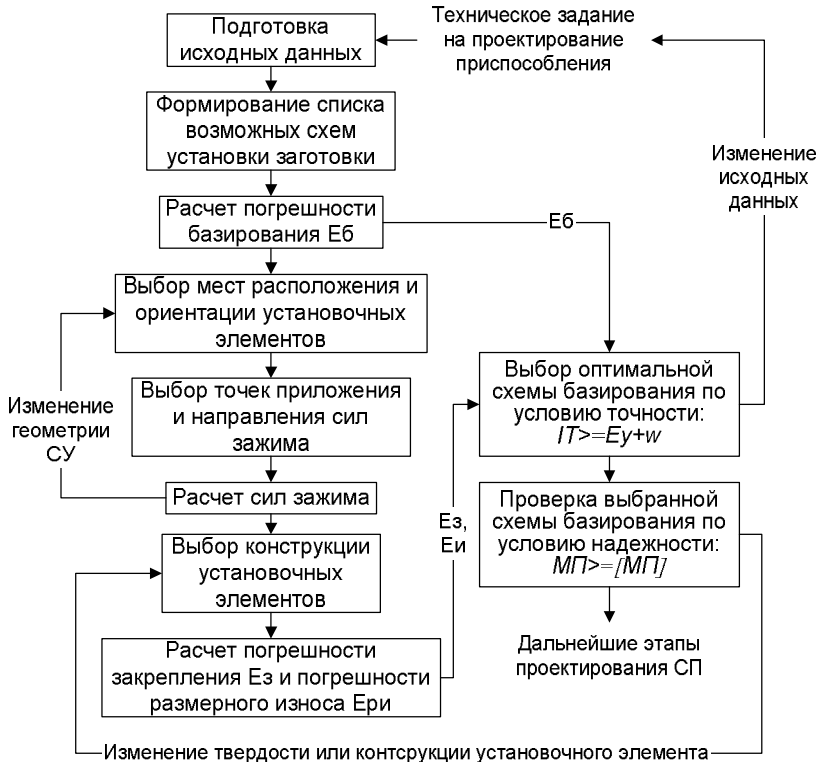 Подготовка
исходных данных
Техническое задание
на проектирование
приспособления
Формирование списка
возможных схем
установки заготовки
Изменение
исходных
данных
Расчет погрешности
базирования Еб
Еб
Выбор мест расположения и
ориентации установочных
элементов
Выбор точек приложения
и направления сил
зажима
Изменение
геометрии
СУ
Расчет сил зажима
Выбор оптимальной
схемы базирования по
условию точности:
IT>=Еу+w
Ез,
Еи
Проверка выбранной
схемы базирования по
условию надежности:
МП>=[МП]
Выбор конструкции
установочных
элементов
Расчет погрешности
закрепления Ез и погрешности
размерного износа Ери
Дальнейшие этапы
проектирования СП
Изменение твердости или контсрукции установочного элемента